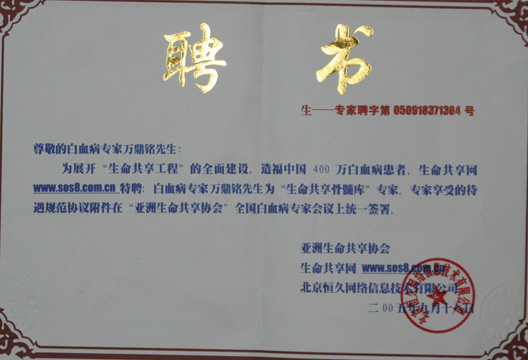 聘书
生——专家聘字第 050918371304 号
尊敬的白血病专家万鼎铭先生:
为展开“生命共享工程”的全面建设,造福中国 400 万白血病患者,生命共享网
www.sos8.com.cn 特聘:白血病专家万鼎铭先生为“生命共享骨髓库”专家,专家享受的待
遇规范协议附件在“亚洲生命共享协会”全国白血病专家会议上统一签署。
亚洲生命共享协会
生命共享网 www.sos8.com.cn
北京恒久网络信息技术有限公司
二00五年九月十八日